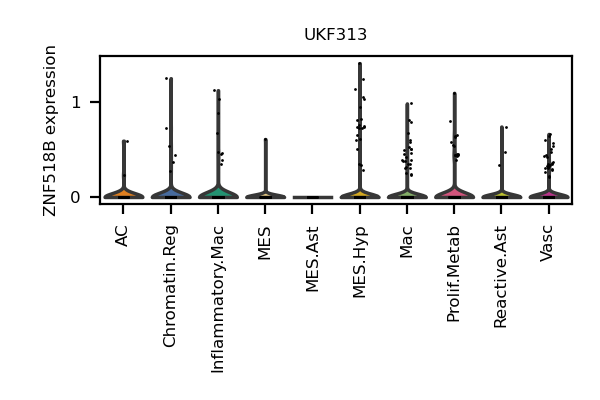 UKF313
ZNF518B expression
1
0
AC
Chromatin.Reg
Inflammatory.Mac
MES
MES.Ast
MES.Hyp
Mac
Prolif.Metab
Reactive.Ast
Vasc